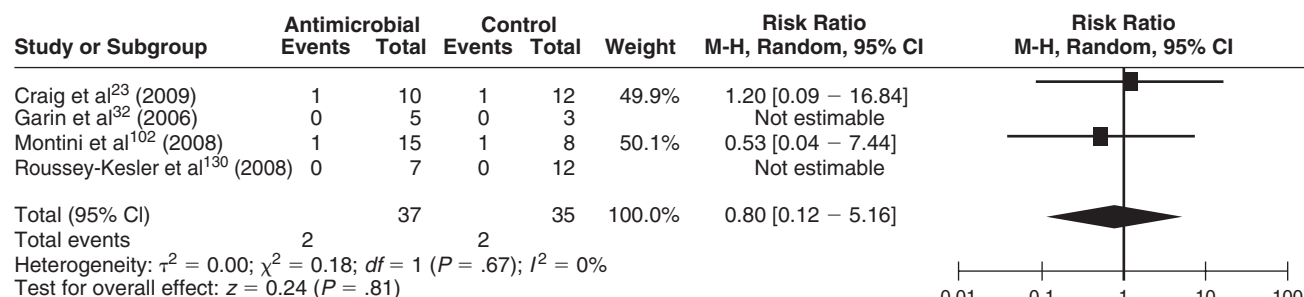 Antimicrobial Control Risk Ratio Risk Ratio
Study or Subgroup Events Total Events Total Weight M-H, Random, 95% CI M-H, Random, 95% CI
Craig et al23 (2009) 1 10 1 12 49.9% 1.20 [0.09 − 16.84]
Garin et al32 (2006) 0 5 0 3 Not estimable
Montini et al102 (2008) 1 15 1 8 50.1% 0.53 [0.04 − 7.44]
Roussey-Kesler et al130 (2008) 0 7 0 12 Not estimable
Total (95% CI) 37 35 100.0% 0.80 [0.12 − 5.16]
Total events 2 2
Heterogeneity: τ2 = 0.00; χ2 = 0.18; df = 1 (P = .67); I2 = 0%
Test for overall effect: z = 0.24 (P = .81)
0.01 0.1 1 10 100